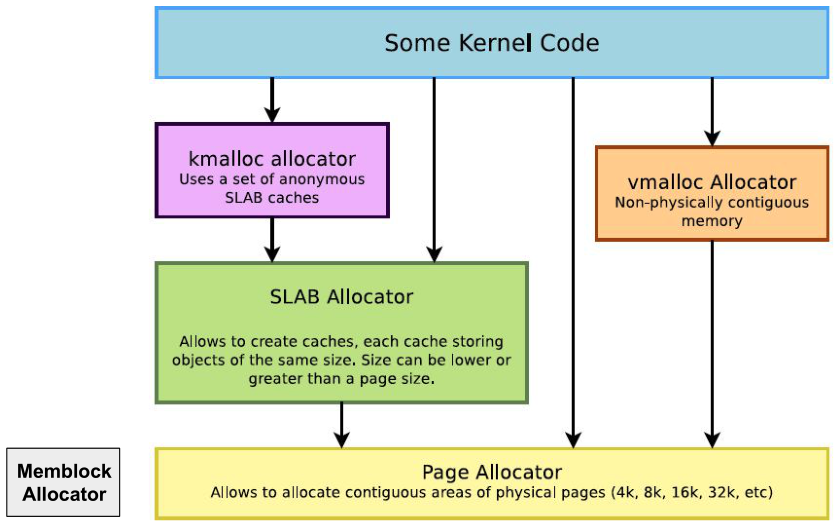 Some Kernel Code
kmalloc allocator
Uses a set of anonymous
SLAB caches
vmalloc Allocator
Non-physically contiguous
memory
SLAB Allocator
Allows to create caches, each cache storing
objects of the same size. Size can be lower or
greater than a page size.
Memblock
Allocator
Page Allocator
Allows to allocate contiguous areas of physical pages (4k, 8k, 16k, 32k, etc)